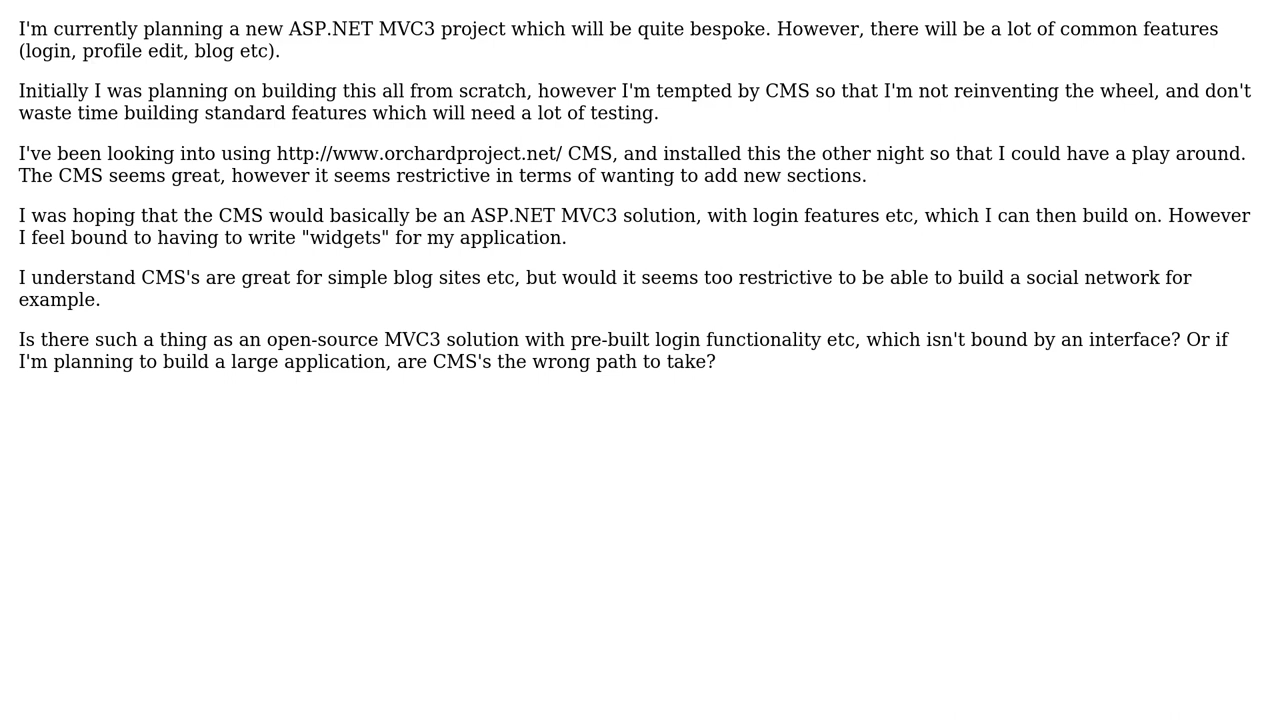 I'm currently planning a new ASP.NET MVC3 project which will be quite bespoke. However, there will be a lot of common features
(login, profile edit, blog etc).
Initially I was planning on building this all from scratch, however I'm tempted by CMS so that I'm not reinventing the wheel, and don't
waste time building standard features which will need a lot of testing.
I've been looking into using http://www.orchardproject.net/ CMS, and installed this the other night so that I could have a play around.
The CMS seems great, however it seems restrictive in terms of wanting to add new sections.
I was hoping that the CMS would basically be an ASP.NET MVC3 solution, with login features etc, which I can then build on. However
I feel bound to having to write "widgets" for my application.
I understand CMS's are great for simple blog sites etc, but would it seems too restrictive to be able to build a social network for
example.
Is there such a thing as an open-source MVC3 solution with pre-built login functionality etc, which isn't bound by an interface? Or if
I'm planning to build a large application, are CMS's the wrong path to take?